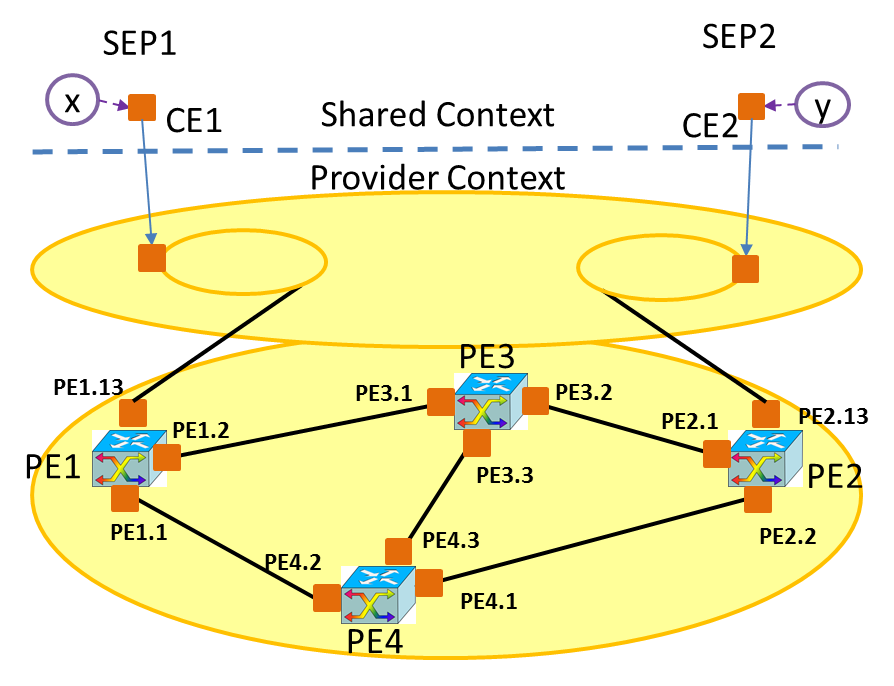 SEP1
SEP2
x
CE1
Shared Context
CE2
y
Provider Context
PE3
PE1.13
PE3.1
PE3.2
PE2.1
PE2.13
PE1.2
PE1
PE3.3
PE2
PE1.1
PE4.3
PE2.2
PE4.2
PE4.1
PE4